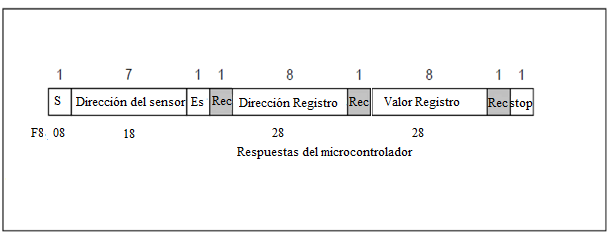 1 7 1 1 8 1 8 1 1
S Dirección del sensor Es Rec Dirección Registro Rec Valor Registro Rec stop
F8 08 18 28 28
Respuestas del microcontrolador